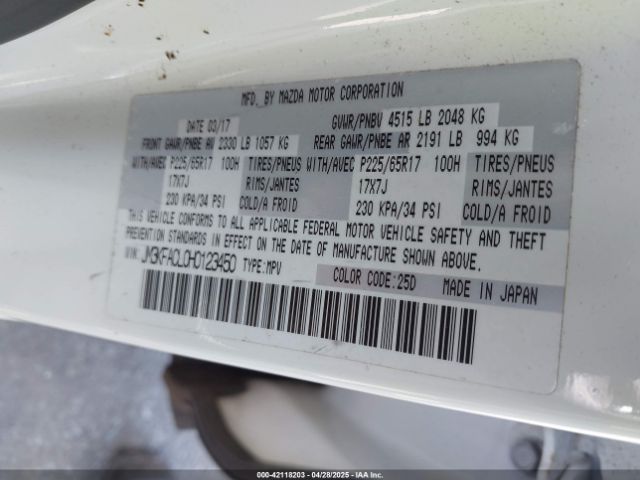 MFD. BY MAZDA MOTOR CORPORATION
DATE 03/17 GVWR/PNBV 4515 LB 2048 KG
FRONT GAWR/PNBE AV 2330 LB 1057 KG REAR GAWR/PNBE AR 2191 LB 994 KG
WITH/AVEC P225/65R17 100H TIRES/PNEUS WITH/AVEC P225/65R17 100H TIRES/PNEUS
17X7J RIMS/JANTES 17X7J RIMS/JANTES
230 KPA/34 PSI COLD/A FROID 230 KPA/34 PSI COLD/A FROID
THIS VEHICLE CONFORMS TO ALL APPLICABLE FEDERAL MOTOR VEHICLE SAFETY AND THEFT
PREVENTION STANDARDS IN EFFECT ON THE DATE OF MANUFACTURE SHOWN ABOVE.
VIN: JM3KFACL0H0123450 TYPE:MPV
COLOR CODE:25D MADE IN JAPAN
000-42118203 - 04/28/2025 - IAAI, Inc.